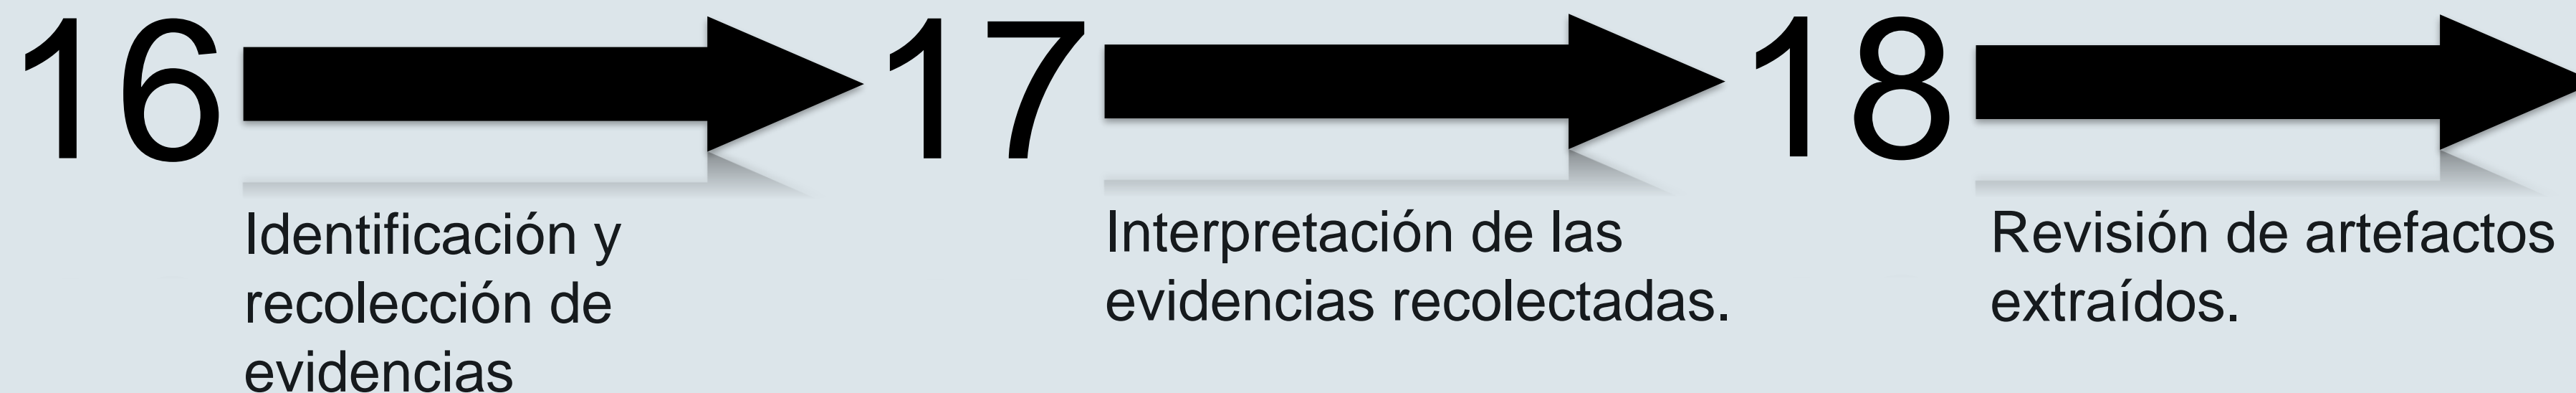 16
Identificación y
recolección de
evidencias
17
Interpretación de las
evidencias recolectadas.
18
Revisión de artefactos
extraídos.